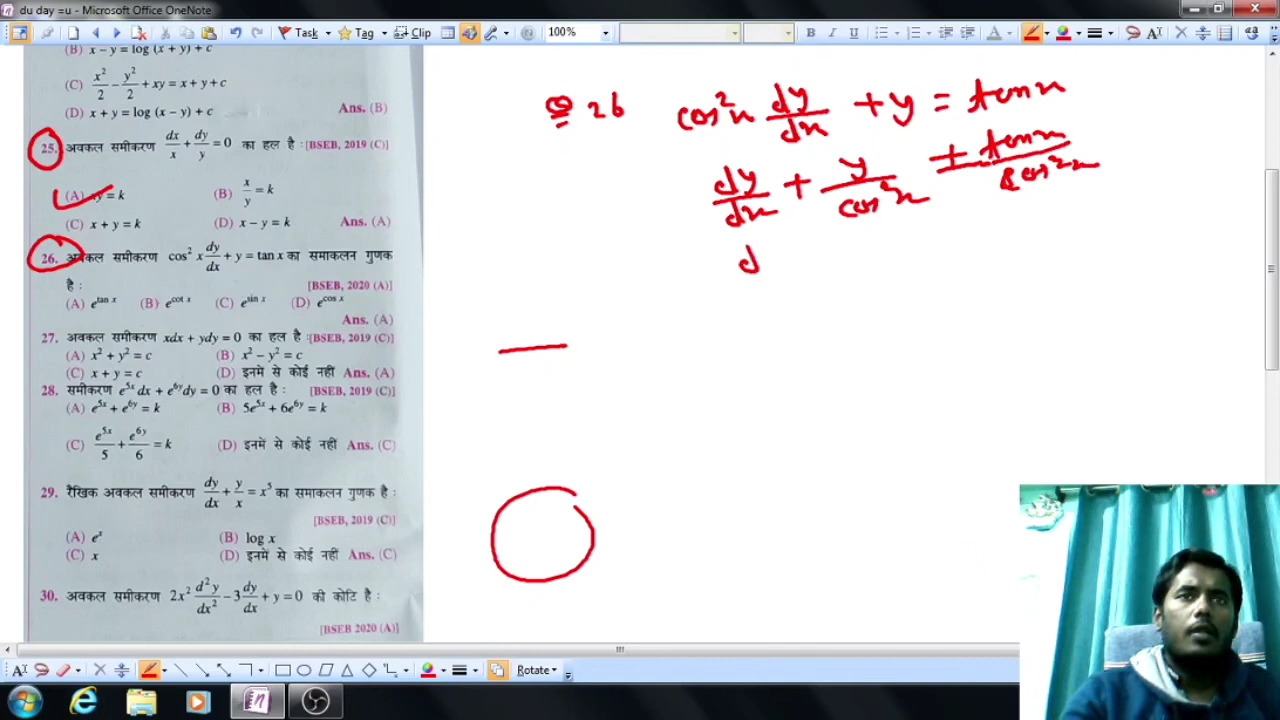 du day =u - Microsoft Office OneNote
Task Tag Clip 100% B I U
(B) x – y = log (x + y) + c
(C) x²/2 – y²/2 + xy = x + y + c
(D) x + y = log (x – y) + c Ans. (B)
25. अवकल समीकरण dx/x + dy/y = 0 का हल है : [BSEB, 2019 (C)]
(A) xy = k (B) x/y = k
(C) x + y = k (D) x – y = k Ans. (A)
26. अवकल समीकरण cos² x dy/dx + y = tan x का समाकलन गुणक
है : [BSEB, 2020 (A)]
(A) e^tan x (B) e^cot x (C) e^sin x (D) e^cos x
Ans. (A)
27. अवकल समीकरण xdx + ydy = 0 का हल है : [BSEB, 2019 (C)]
(A) x² + y² = c (B) x² – y² = c
(C) x + y = c (D) इनमें से कोई नहीं Ans. (A)
28. समीकरण e^5x dx + e^6y dy = 0 का हल है : [BSEB, 2019 (C)]
(A) e^5x + e^6y = k (B) 5e^5x + 6e^6y = k
(C) e^5x/5 + e^6y/6 = k (D) इनमें से कोई नहीं Ans. (C)
29. रैखिक अवकल समीकरण dy/dx + y/x = x⁵ का समाकलन गुणक है :
[BSEB, 2019 (C)]
(A) e^x (B) log x
(C) x (D) इनमें से कोई नहीं Ans. (C)
30. अवकल समीकरण 2x² d²y/dx² – 3 dy/dx + y = 0 की कोटि है :
[BSEB 2020 (A)]
Q 26 cos²x dy/dx + y = tan x
dy/dx + y/cos²x = tan x/cos²x
d
Rotate